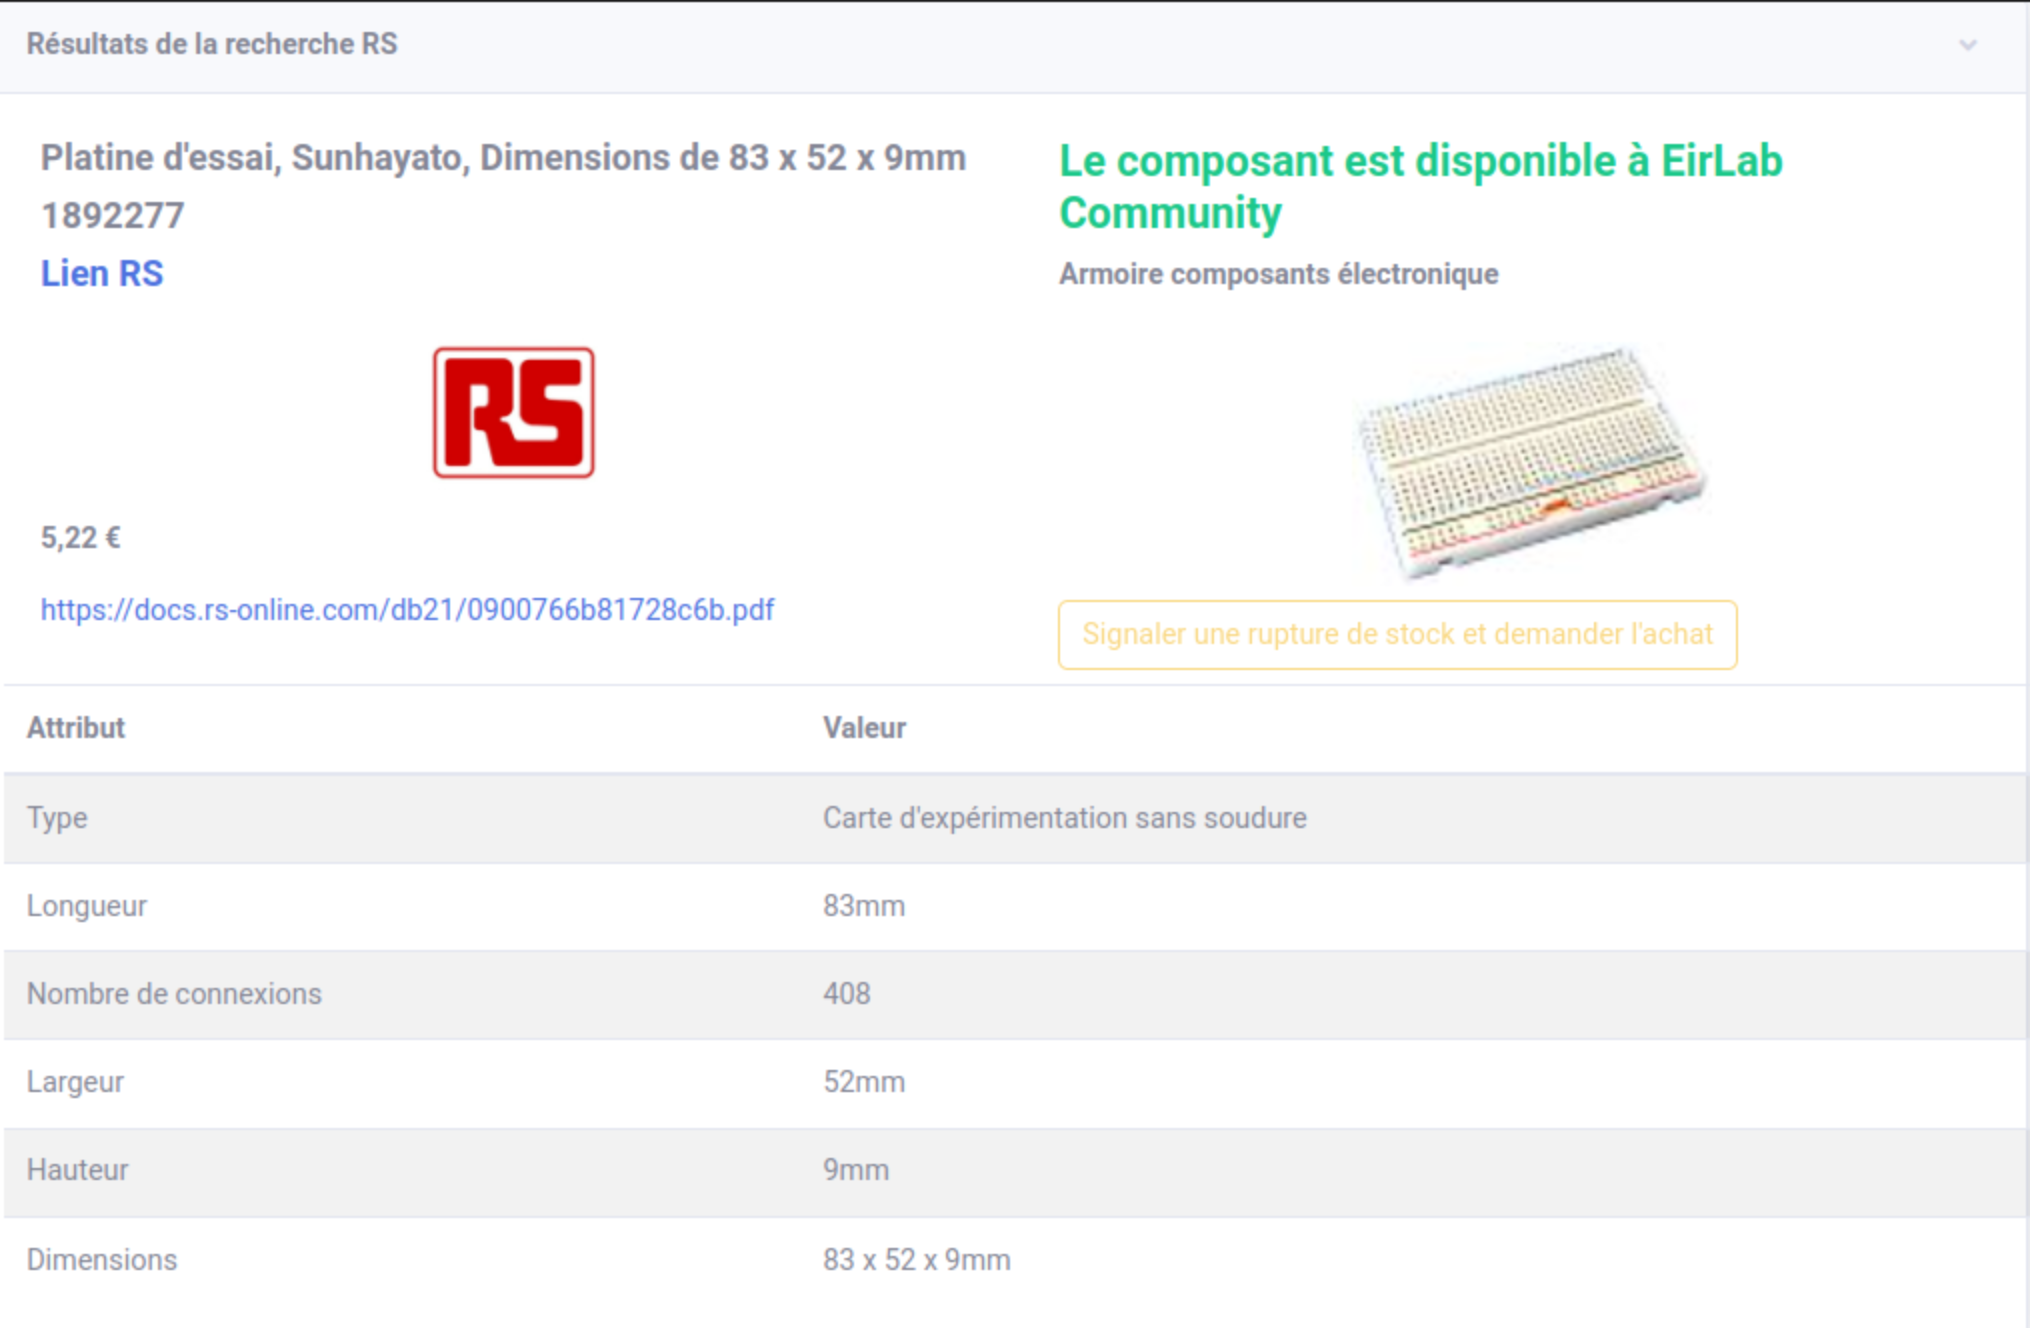 Résultats de la recherche RS
Platine d'essai, Sunhayato, Dimensions de 83 x 52 x 9mm
1892277
Lien RS
RS
5,22 €
https://docs.rs-online.com/db21/0900766b81728c6b.pdf
Le composant est disponible à EirLab
Community
Armoire composants électronique
Signaler une rupture de stock et demander l'achat
Attribut Valeur
Type Carte d'expérimentation sans soudure
Longueur 83mm
Nombre de connexions 408
Largeur 52mm
Hauteur 9mm
Dimensions 83 x 52 x 9mm